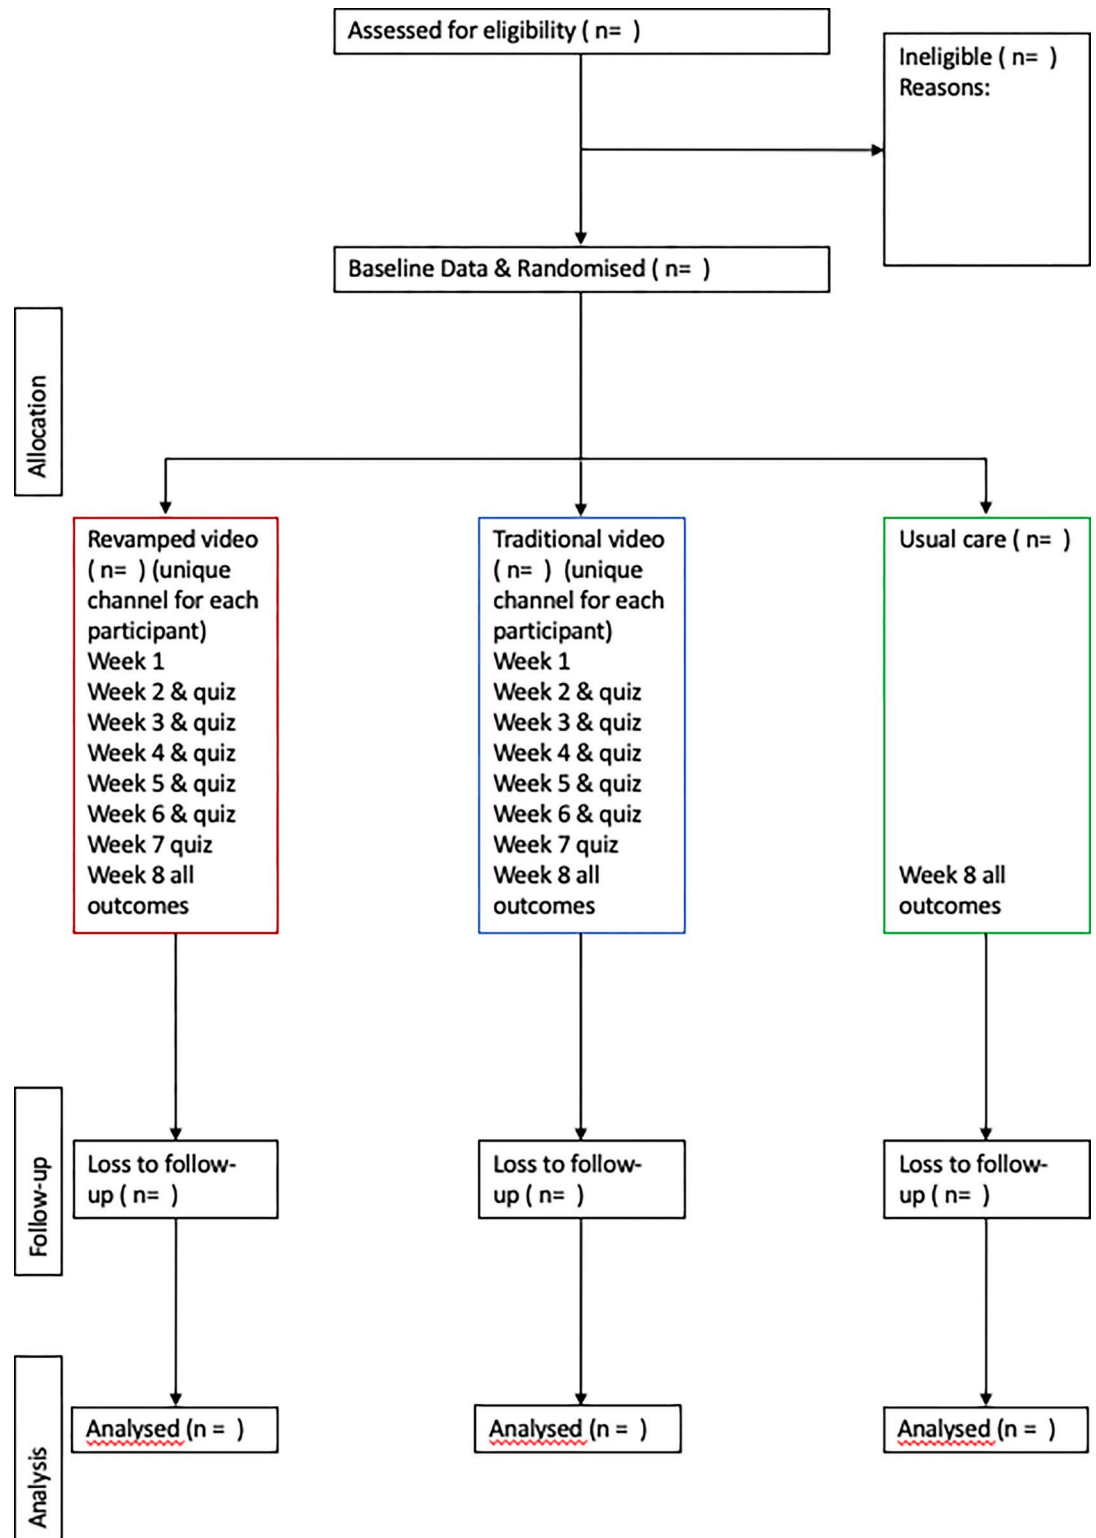 Assessed for eligibility ( n=  )
Ineligible ( n=  )
Reasons:
Baseline Data & Randomised ( n=  )
Allocation
Revamped video
( n=  ) (unique
channel for each
participant)
Week 1
Week 2 & quiz
Week 3 & quiz
Week 4 & quiz
Week 5 & quiz
Week 6 & quiz
Week 7 quiz
Week 8 all
outcomes
Traditional video
( n=  )  (unique
channel for each
participant)
Week 1
Week 2 & quiz
Week 3 & quiz
Week 4 & quiz
Week 5 & quiz
Week 6 & quiz
Week 7 quiz
Week 8 all
outcomes
Usual care ( n=  )
Week 8 all
outcomes
Follow-up
Loss to follow-
up ( n=  )
Loss to follow-
up ( n=  )
Loss to follow-
up ( n=  )
Analysis
Analysed (n =  )
Analysed (n =  )
Analysed (n =  )